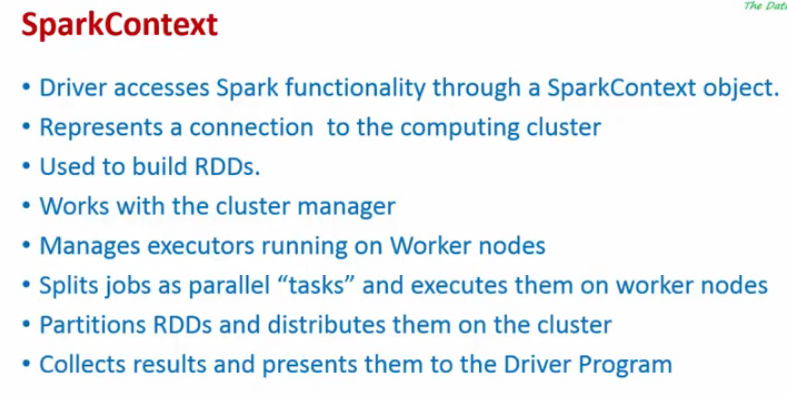 The Data
SparkContext
• Driver accesses Spark functionality through a SparkContext object.
• Represents a connection to the computing cluster
• Used to build RDDs.
• Works with the cluster manager
• Manages executors running on Worker nodes
• Splits jobs as parallel “tasks” and executes them on worker nodes
• Partitions RDDs and distributes them on the cluster
• Collects results and presents them to the Driver Program